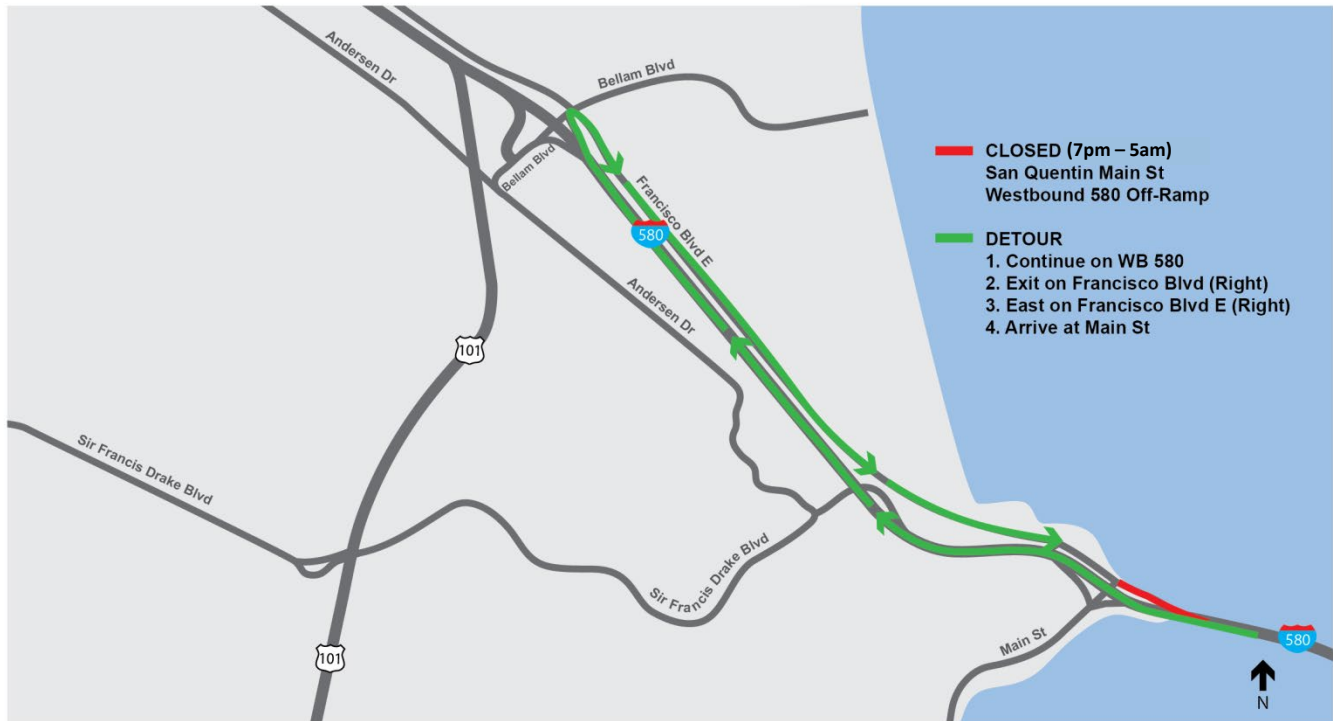 Andersen Dr
Bellam Blvd
Bellam Blvd
Francisco Blvd E
580
CLOSED (7pm – 5am)
San Quentin Main St
Westbound 580 Off-Ramp
DETOUR
1. Continue on WB 580
2. Exit on Francisco Blvd (Right)
3. East on Francisco Blvd E (Right)
4. Arrive at Main St
Andersen Dr
101
Sir Francis Drake Blvd
Sir Francis Drake Blvd
Main St
580
101
N